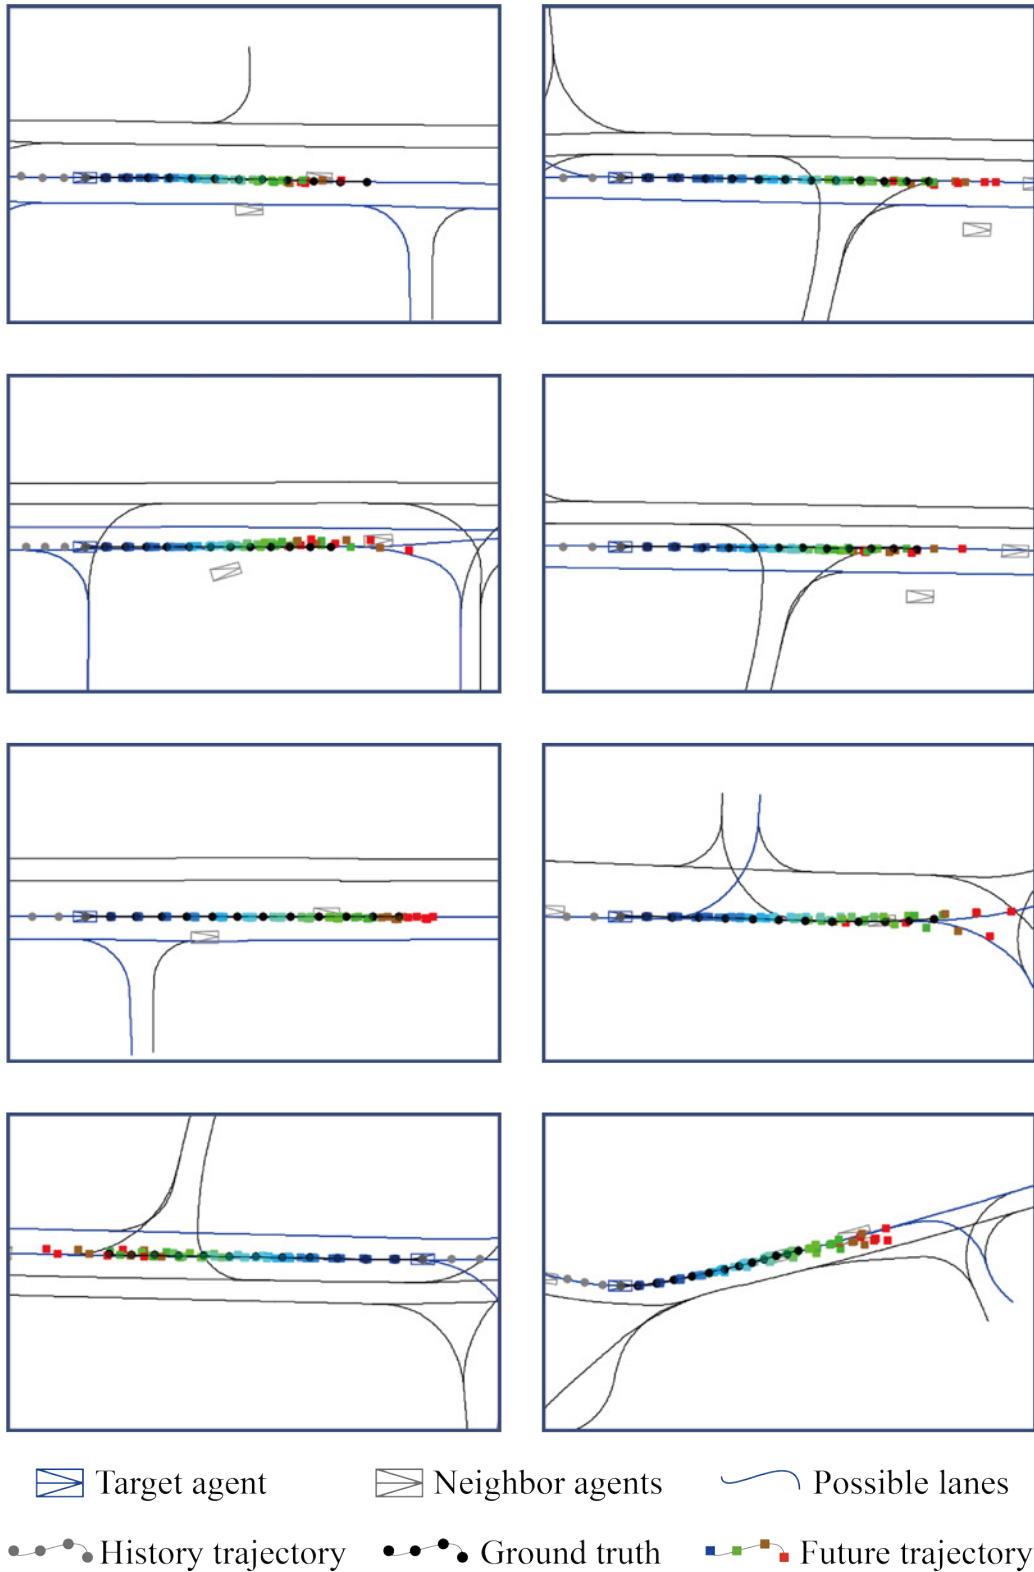 Target agent Neighbor agents Possible lanes
History trajectory Ground truth Future trajectory